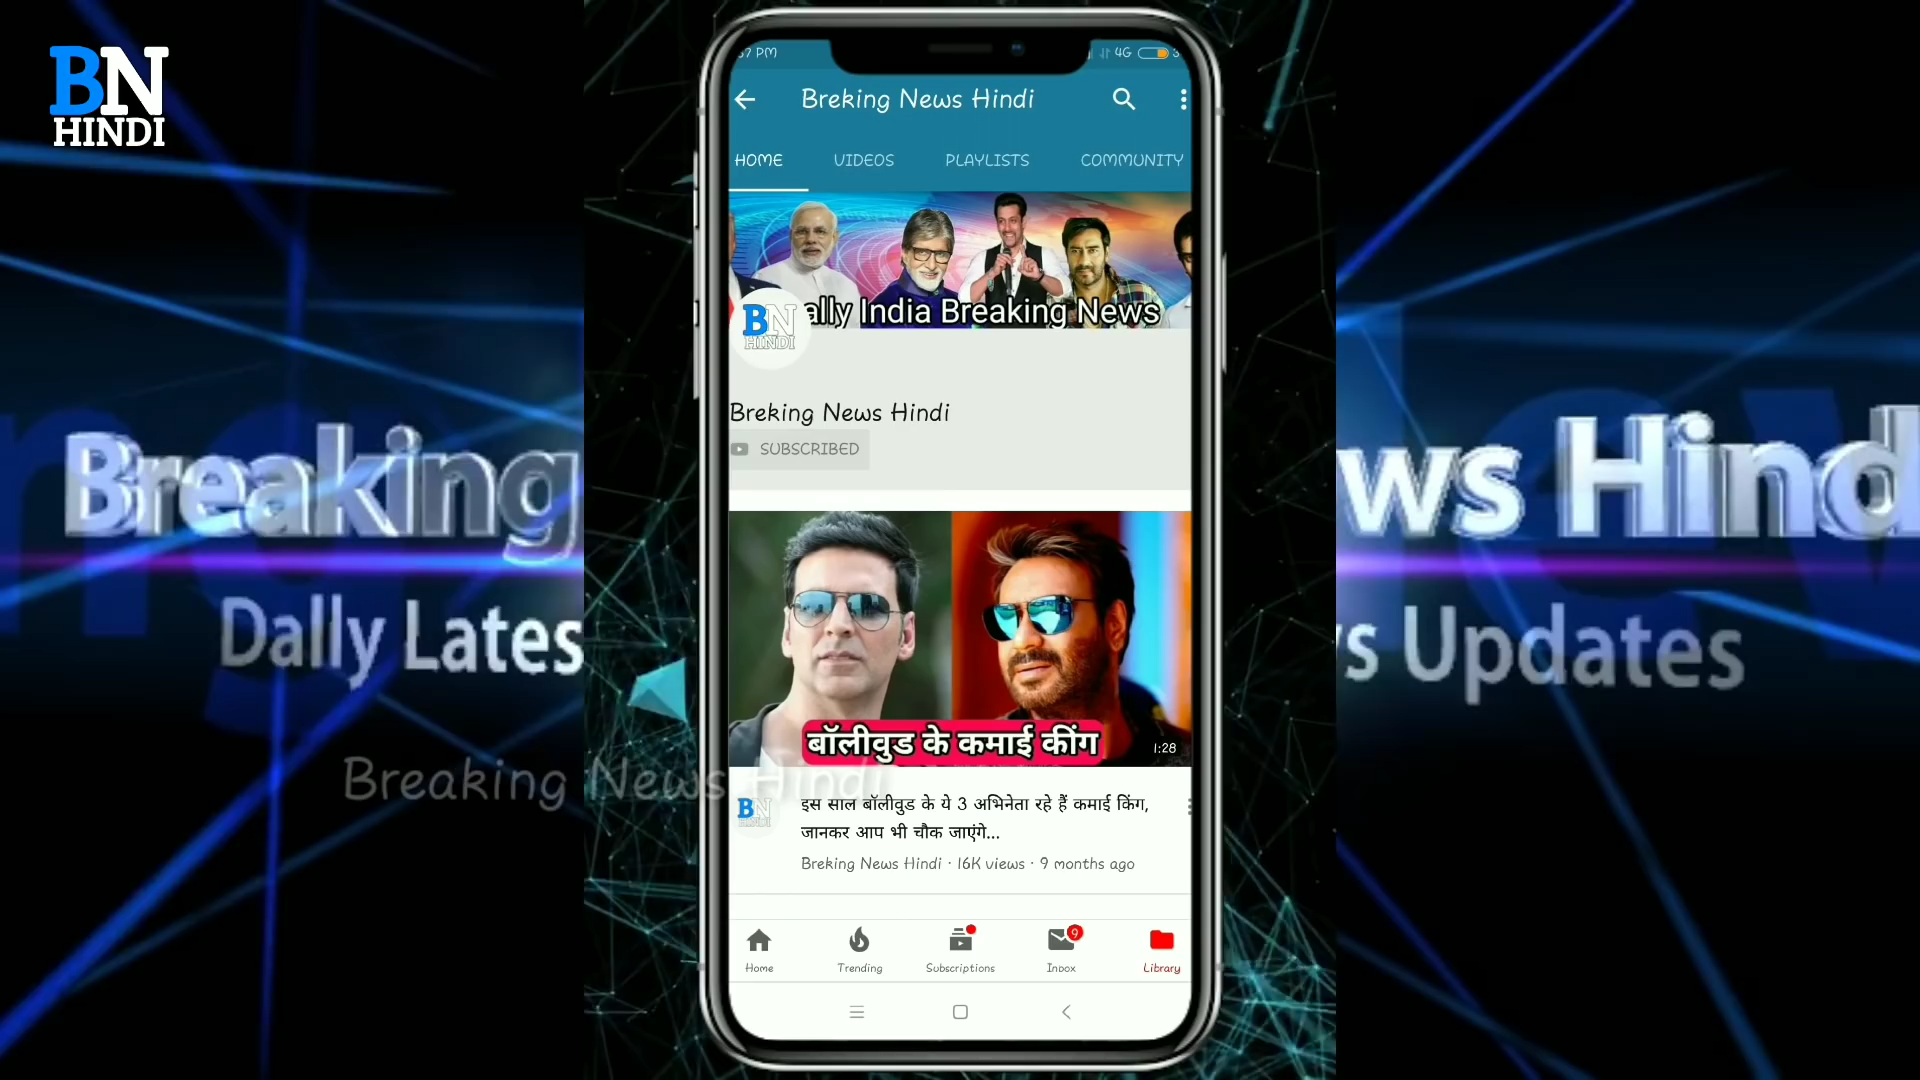 BN
HINDI
37 PM
4G
Breking News Hindi
HOME VIDEOS PLAYLISTS COMMUNITY
ally India Breaking News
BN
HINDI
Breking News Hindi
SUBSCRIBED
Breaking
ws Hind
Dally Lates
s Updates
बॉलीवुड के कमाई कींग
1:28
Breaking News Hindi
BN
HINDI
इस साल बॉलीवुड के ये 3 अभिनेता रहे हैं कमाई किंग,
जानकर आप भी चौक जाएंगे...
Breking News Hindi · 16K views · 9 months ago
9
Home Trending Subscriptions Inbox Library